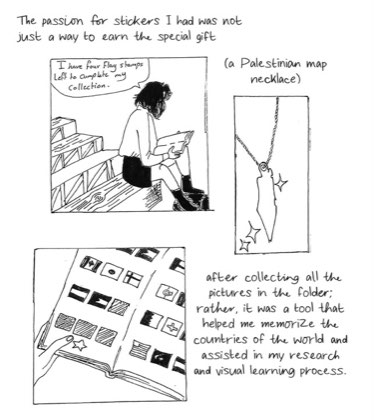 The passion for stickers I had was not
just a way to earn the special gift
I have four flag stamps
left to complete my
collection.
(a Palestinian map
necklace)
after collecting all the
pictures in the folder;
rather, it was a tool that
helped me memorize the
countries of the world and
assisted in my research
and visual learning process.